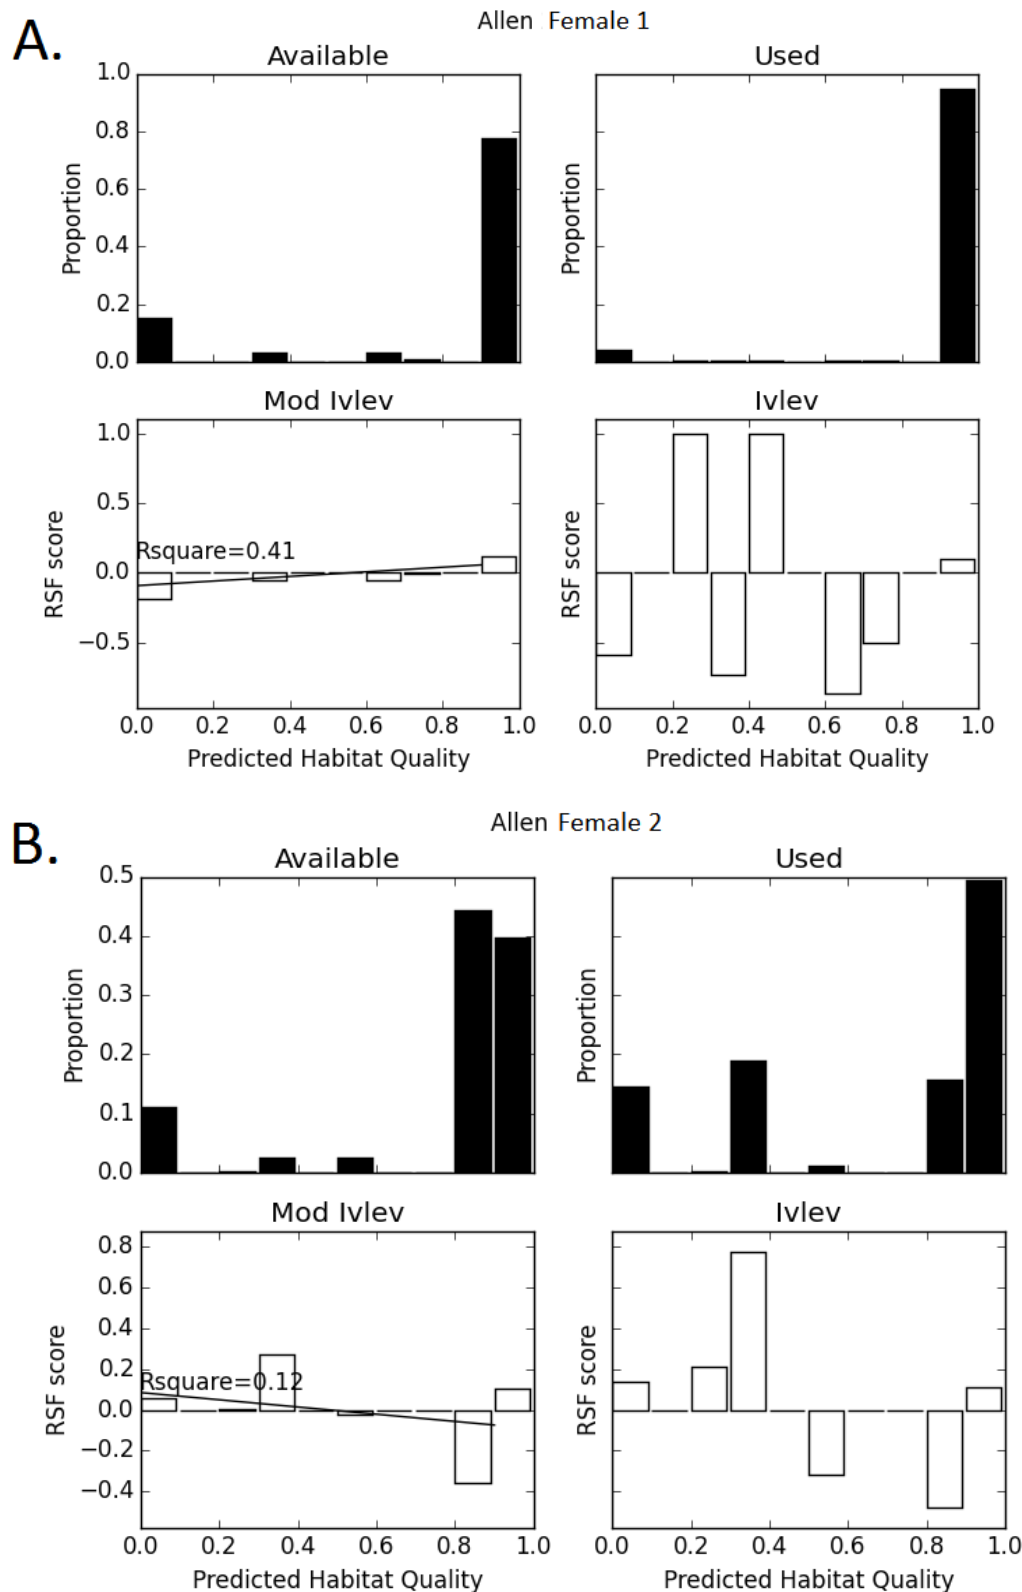 A.
Allen Female 1
Available
Used
1.0
0.8
0.6
0.4
0.2
0.0
Proportion
Proportion
Mod Ivlev
Ivlev
1.0
0.5
0.0
−0.5
RSF score
Rsquare=0.41
RSF score
0.0 0.2 0.4 0.6 0.8 1.0
0.0 0.2 0.4 0.6 0.8 1.0
Predicted Habitat Quality
Predicted Habitat Quality
B.
Allen Female 2
Available
Used
0.5
0.4
0.3
0.2
0.1
0.0
Proportion
Proportion
Mod Ivlev
Ivlev
0.8
0.6
0.4
0.2
0.0
−0.2
−0.4
RSF score
Rsquare=0.12
RSF score
0.0 0.2 0.4 0.6 0.8 1.0
0.0 0.2 0.4 0.6 0.8 1.0
Predicted Habitat Quality
Predicted Habitat Quality